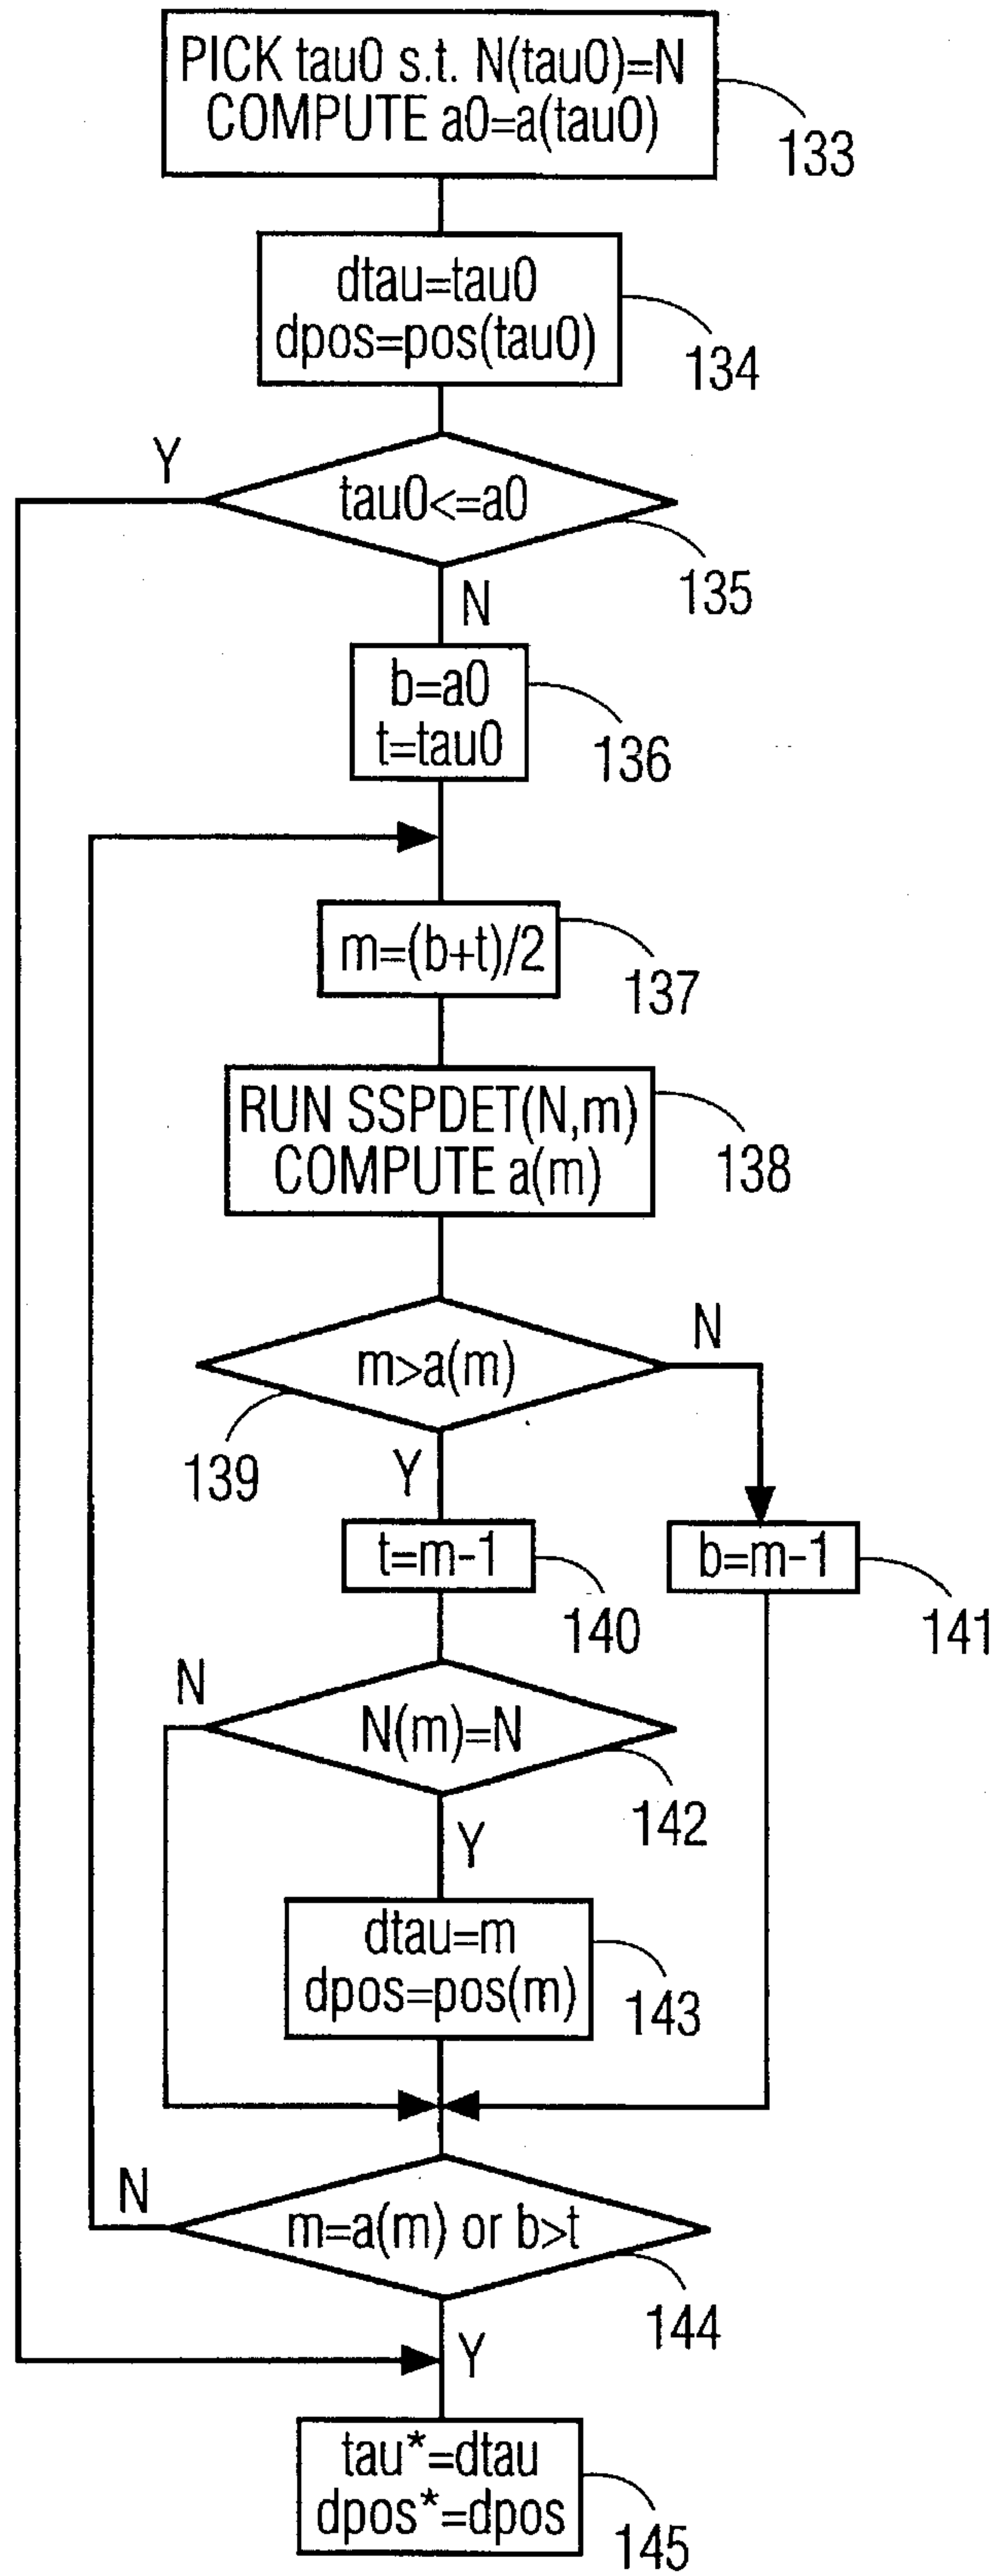 PICK tau0 s.t. N(tau0)=N
COMPUTE a0=a(tau0)
133
dtau=tau0
dpos=pos(tau0)
134
Y
tau0<=a0
135
N
b=a0
t=tau0
136
m=(b+t)/2
137
RUN SSPDET(N,m)
COMPUTE a(m)
138
N
m>a(m)
139
Y
t=m-1
b=m-1
140
141
N
N(m)=N
142
Y
dtau=m
dpos=pos(m)
143
N
m=a(m) or b>t
144
Y
tau*=dtau
dpos*=dpos
145